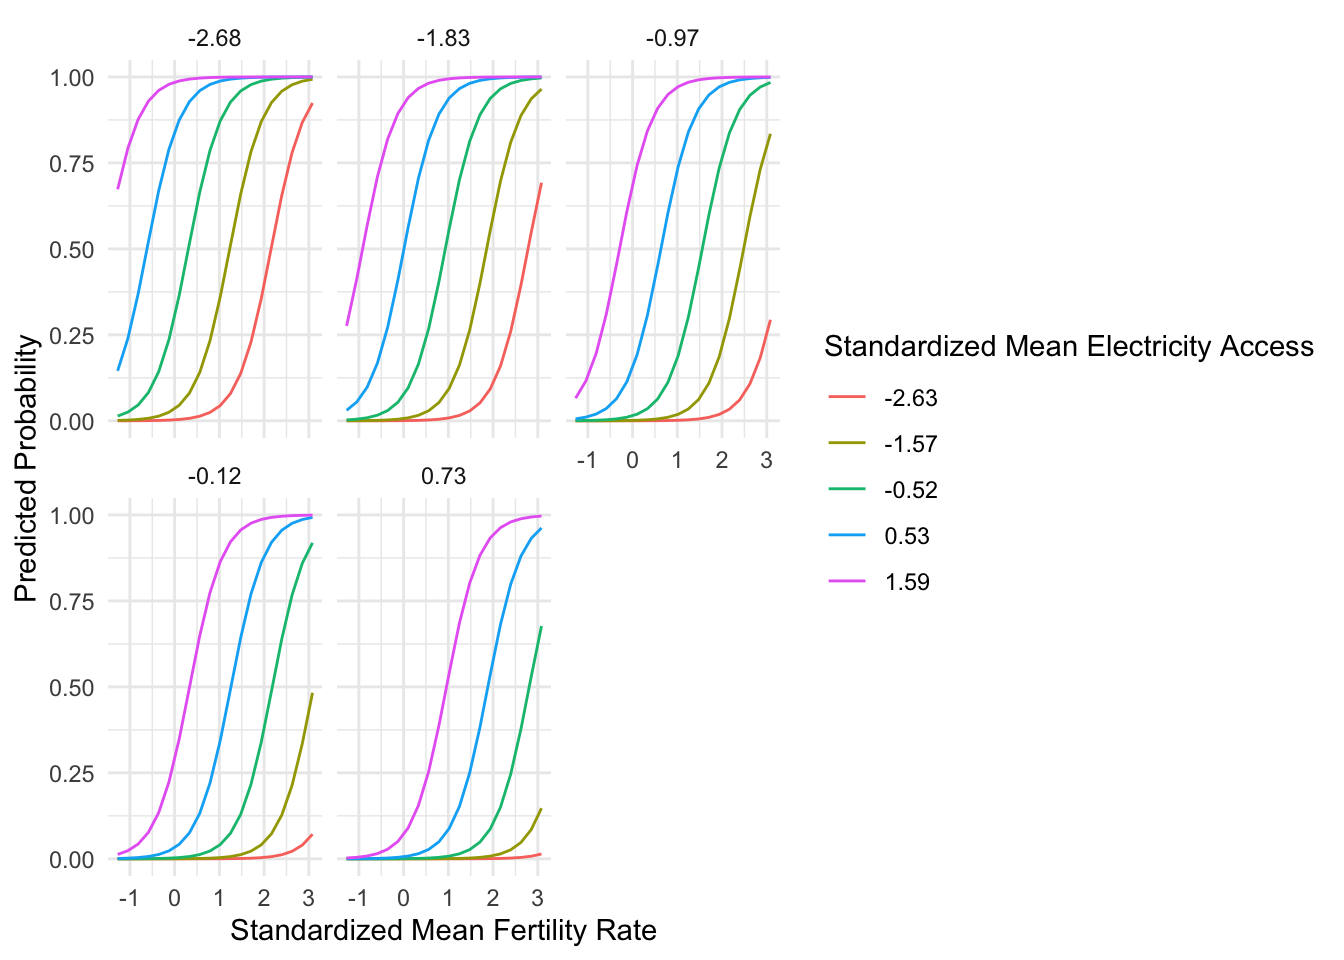 -2.68 -1.83 -0.97
1.00
0.75
0.50
0.25
0.00
-1 0 1 2 3
-0.12 0.73
1.00
0.75
0.50
0.25
0.00
-1 0 1 2 3 -1 0 1 2 3
Standardized Mean Fertility Rate
Predicted Probability
Standardized Mean Electricity Access
-2.63
-1.57
-0.52
0.53
1.59